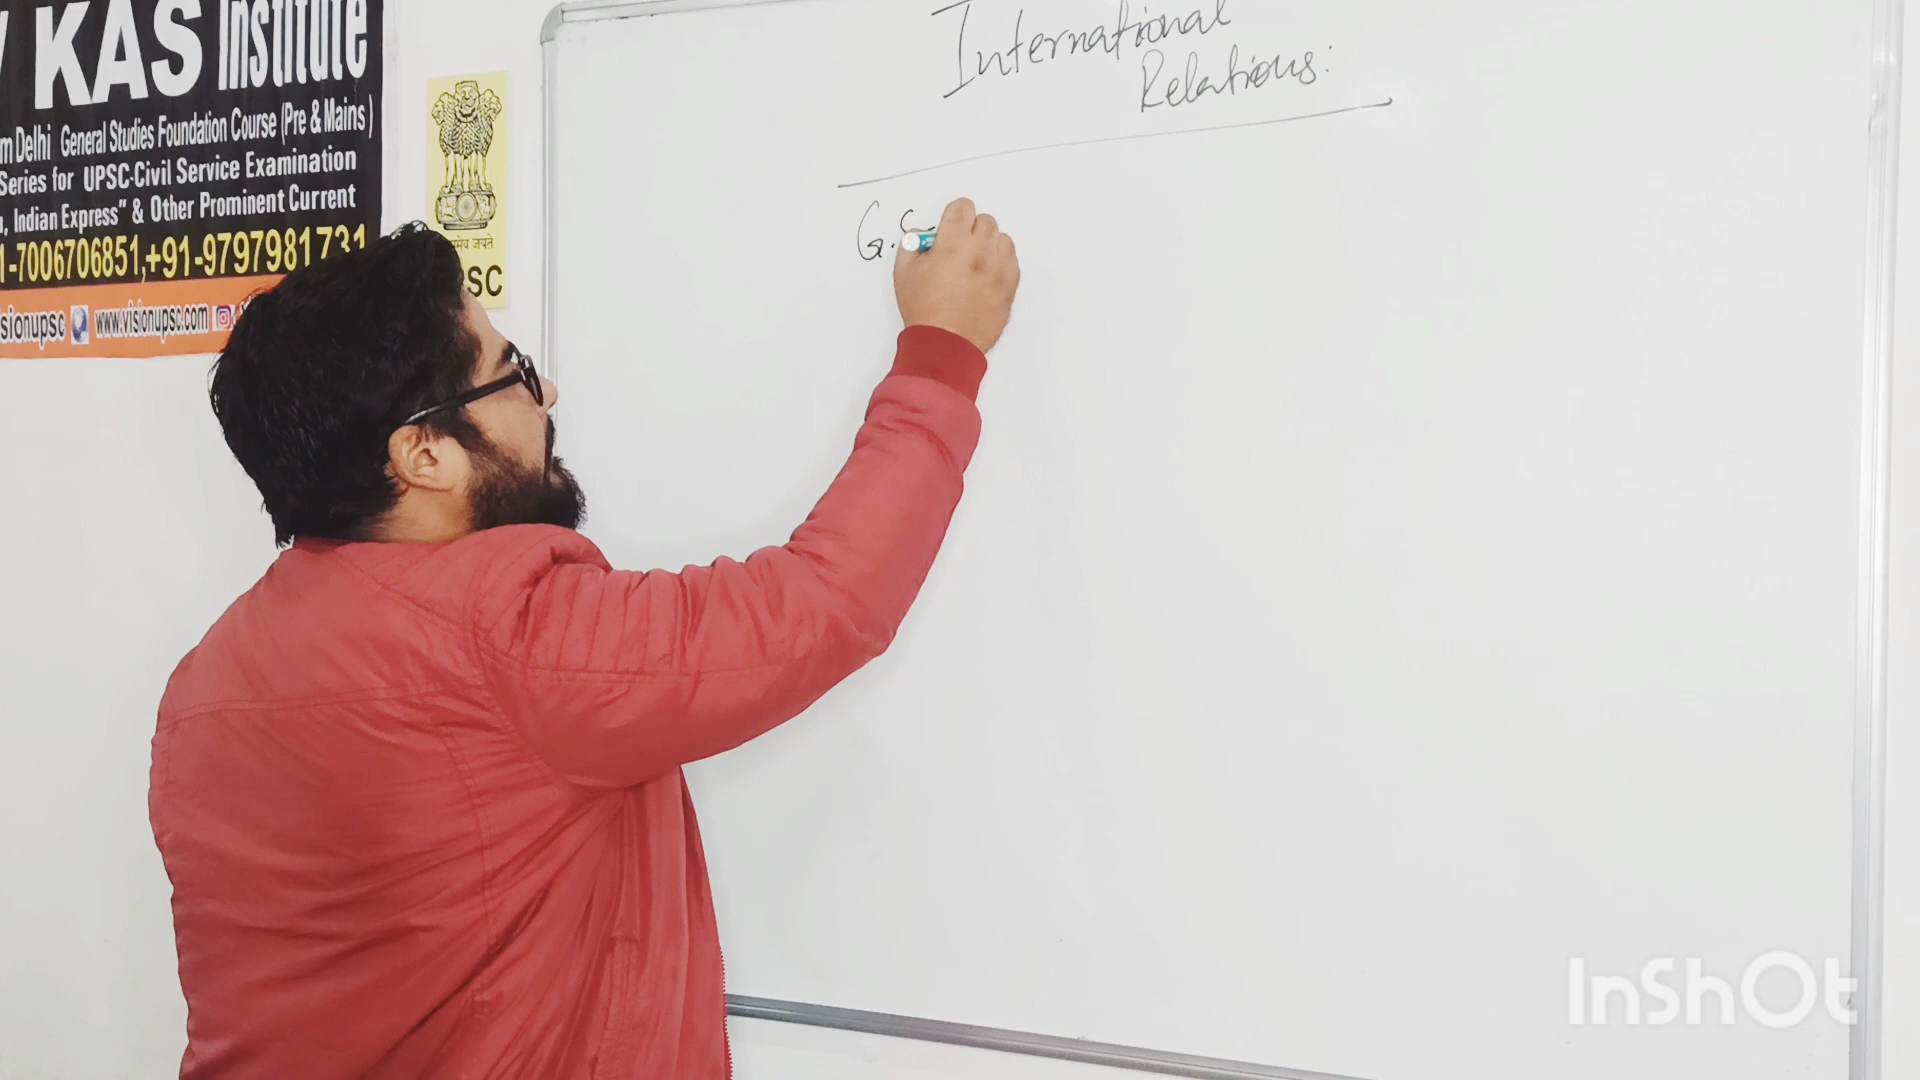 KAS Institute
Delhi General Studies Foundation Course (Pre & Mains)
Series for UPSC-Civil Service Examination
Indian Express" & Other Prominent Current
-7006706851,+91-9797981731
sionupsc www.visionupsc.com
SC
International
Relations:
G.S
InShOt